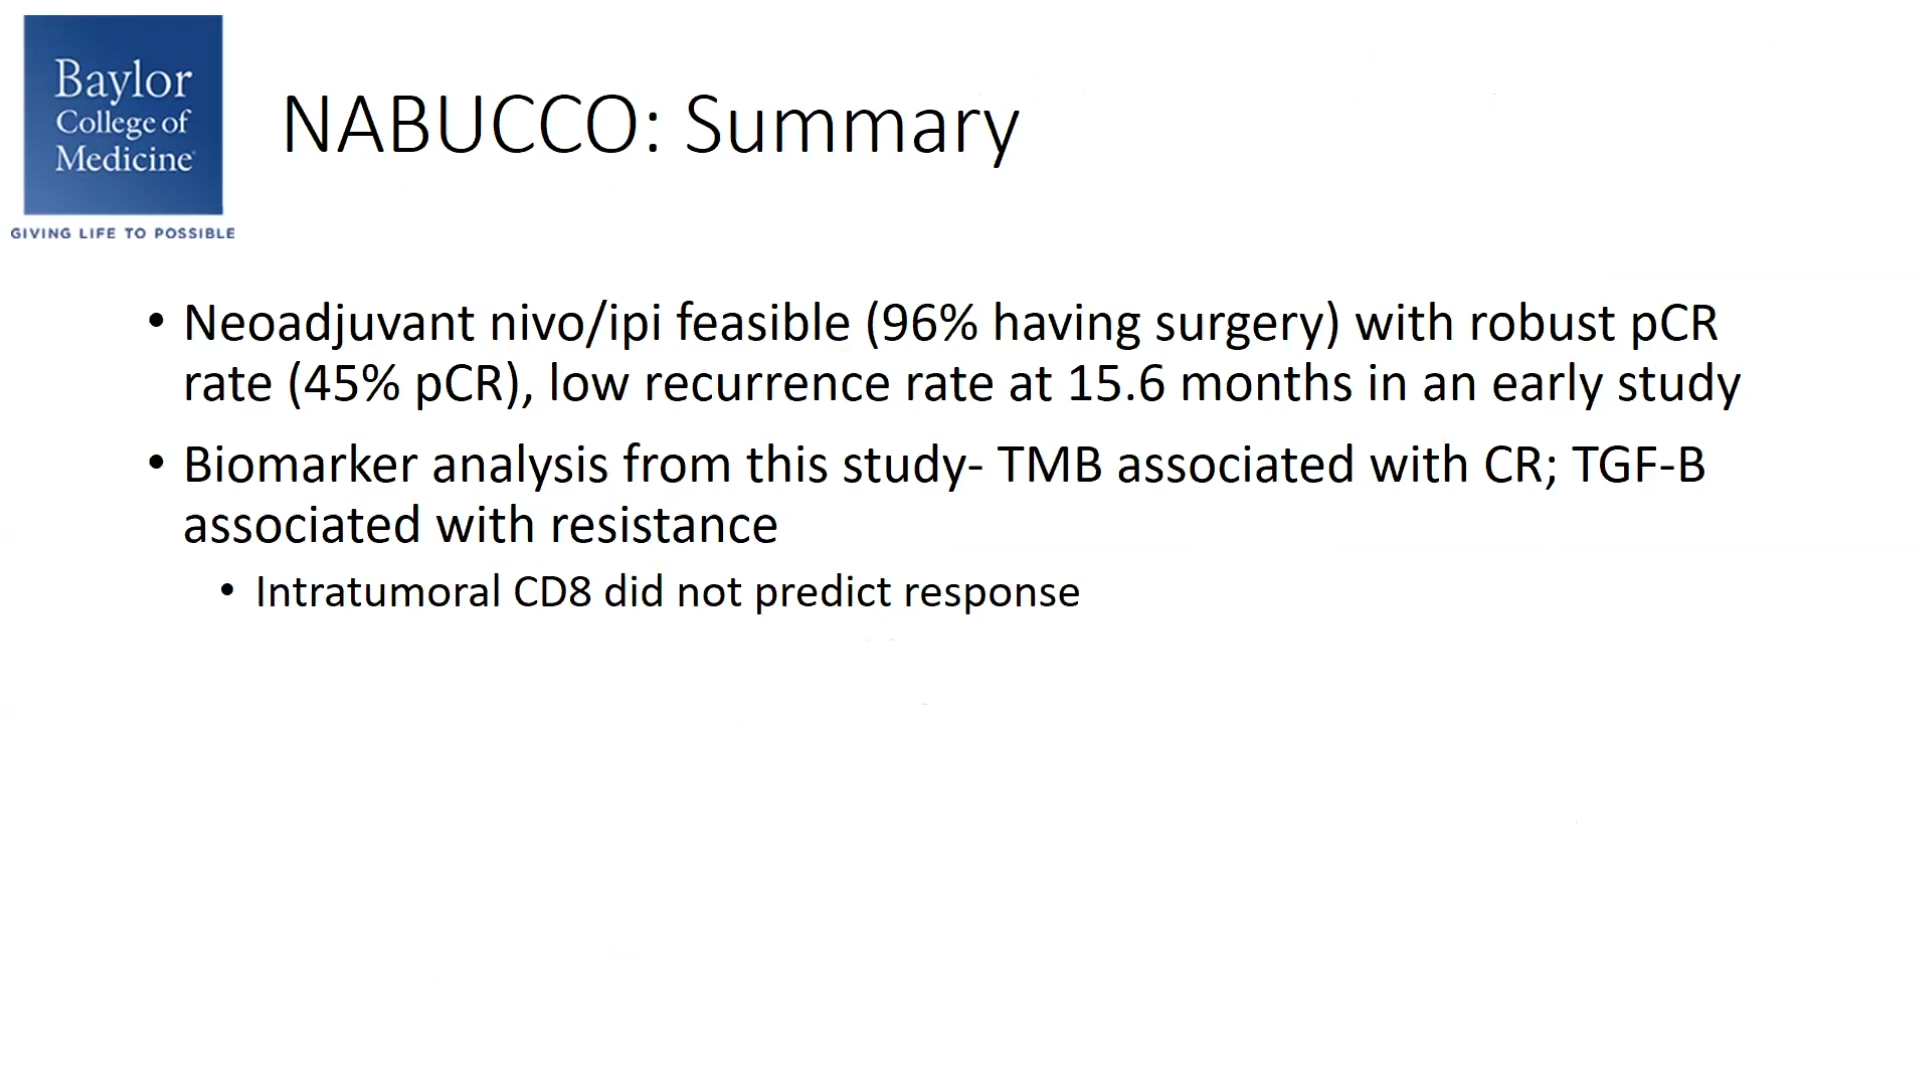 Baylor
College of
Medicine
GIVING LIFE TO POSSIBLE
NABUCCO: Summary
• Neoadjuvant nivo/ipi feasible (96% having surgery) with robust pCR
rate (45% pCR), low recurrence rate at 15.6 months in an early study
• Biomarker analysis from this study- TMB associated with CR; TGF-B
associated with resistance
• Intratumoral CD8 did not predict response